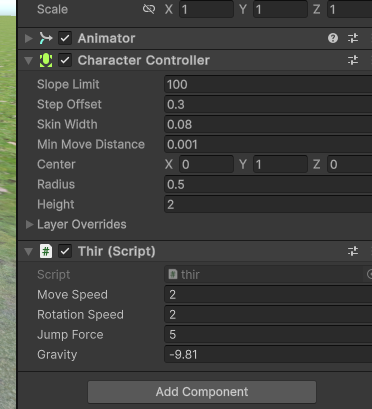 Scale X 1 Y 1 Z 1
Animator
Character Controller
Slope Limit 100
Step Offset 0.3
Skin Width 0.08
Min Move Distance 0.001
Center X 0 Y 1 Z 0
Radius 0.5
Height 2
Layer Overrides
# Thir (Script)
Script # thir
Move Speed 2
Rotation Speed 2
Jump Force 5
Gravity -9.81
Add Component